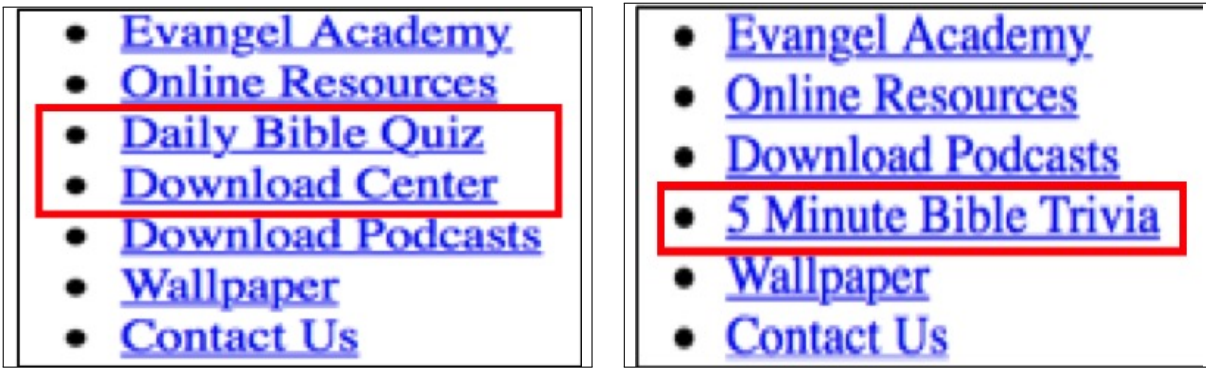 Evangel Academy
Online Resources
Daily Bible Quiz
Download Center
Download Podcasts
Wallpaper
Contact Us
Evangel Academy
Online Resources
Download Podcasts
5 Minute Bible Trivia
Wallpaper
Contact Us